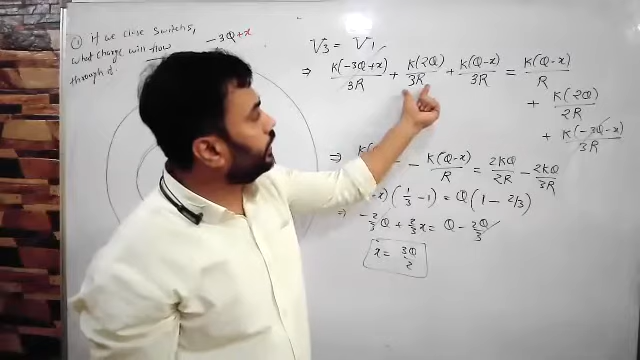 ① If we close switch S,
what charge will flow
through it.
-3Q+x
V₃ = V₁
⇒ K(-3Q+x)/3R + K(2Q)/3R + K(Q-x)/3R = K(Q-x)/R
+ K(2Q)/2R
+ K(-3Q-x)/3R
⇒ - K(Q-x)/R = 2KQ/2R - 2KQ/3R
-x) (1/3 - 1) = Q (1 - 2/3)
⇒ -2/3 Q + 2/3 x = Q - 2Q/3
x = 3Q/2